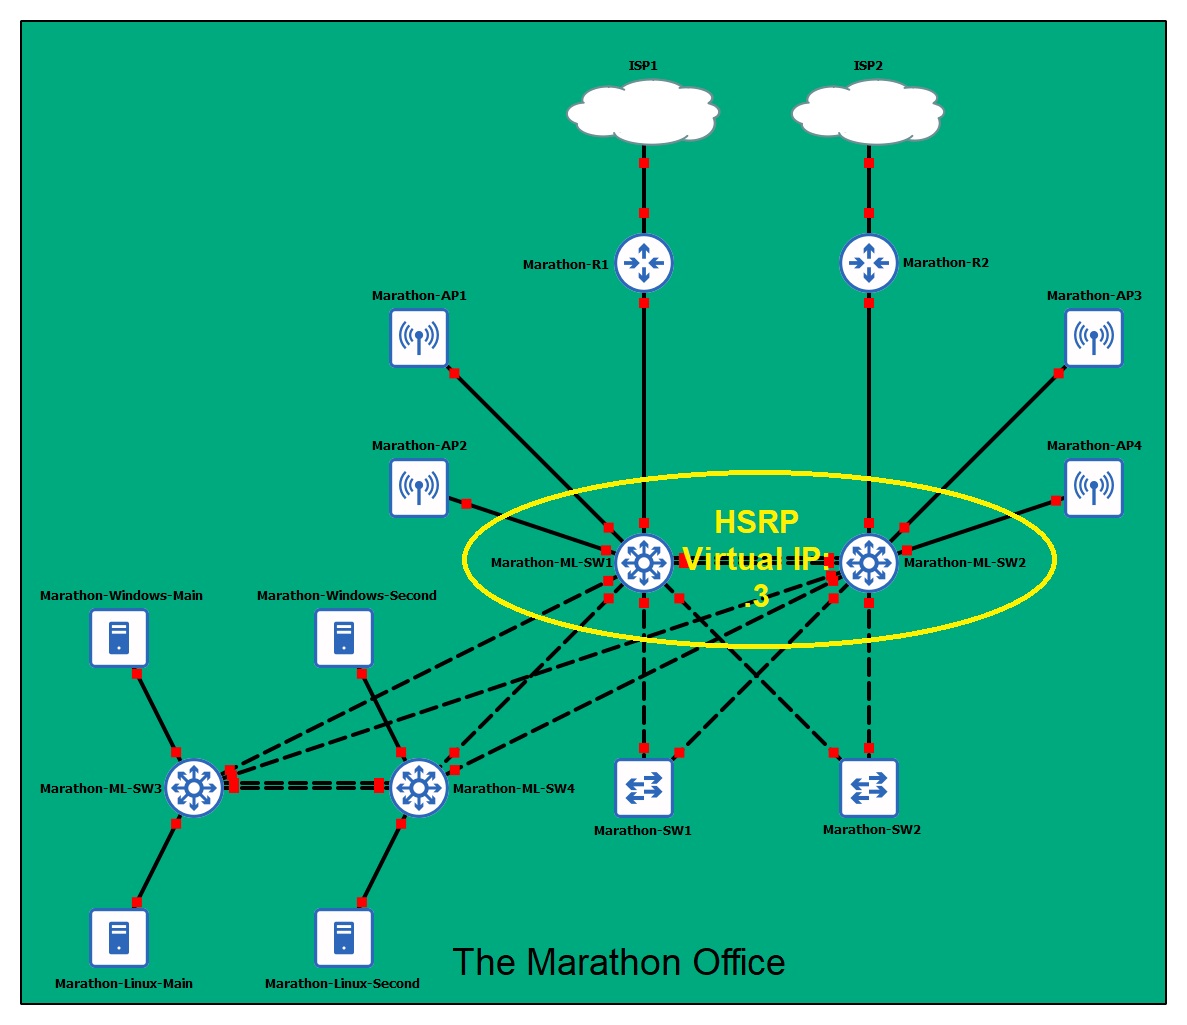 ISP1
ISP2
Marathon-R1
Marathon-R2
Marathon-AP1
Marathon-AP3
Marathon-AP2
Marathon-AP4
HSRP
Virtual IP:
.3
Marathon-ML-SW1
Marathon-ML-SW2
Marathon-Windows-Main
Marathon-Windows-Second
Marathon-ML-SW3
Marathon-ML-SW4
Marathon-SW1
Marathon-SW2
The Marathon Office
Marathon-Linux-Main
Marathon-Linux-Second